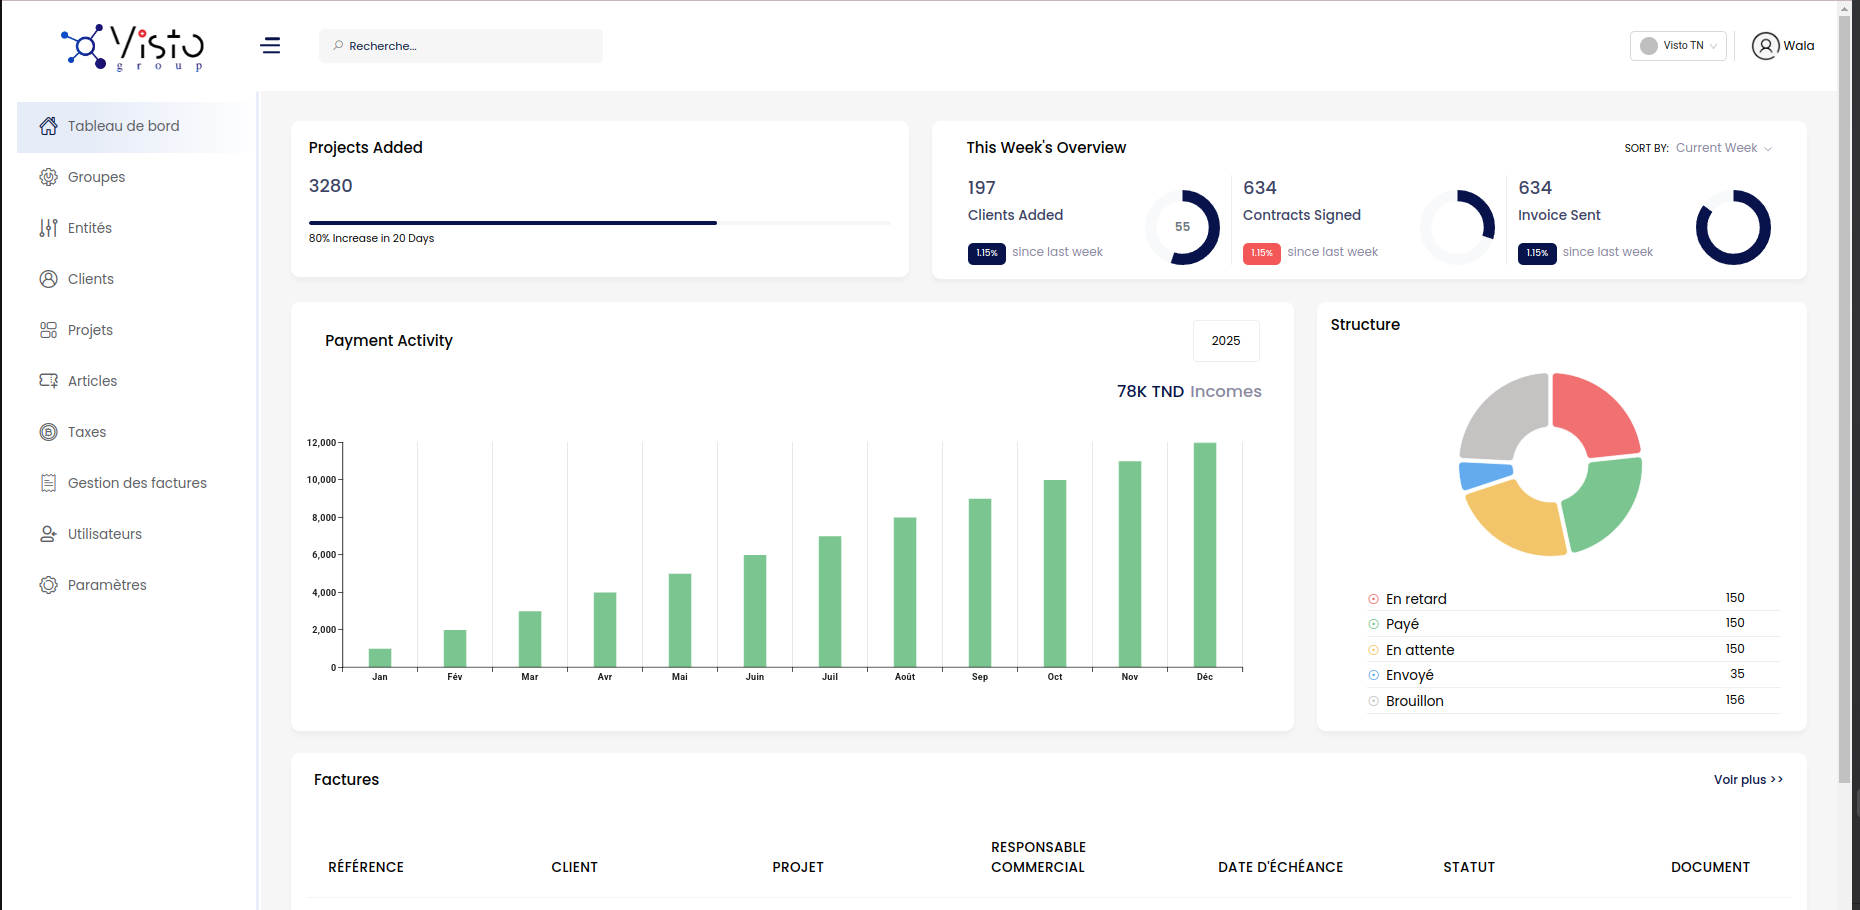 Visto
group
Recherche...
Visto TN
Wala
Tableau de bord
Groupes
Entités
Clients
Projets
Articles
Taxes
Gestion des factures
Utilisateurs
Paramètres
Projects Added
3280
80% Increase in 20 Days
This Week's Overview
SORT BY: Current Week
197
Clients Added
1.15% since last week
55
634
Contracts Signed
1.15% since last week
634
Invoice Sent
1.15% since last week
Payment Activity
2025
78K TND Incomes
12,000
10,000
8,000
6,000
4,000
2,000
0
Jan Fév Mar Avr Mai Juin Juil Août Sep Oct Nov Déc
Structure
En retard 150
Payé 150
En attente 150
Envoyé 35
Brouillon 156
Factures
Voir plus >>
RÉFÉRENCE CLIENT PROJET RESPONSABLE COMMERCIAL DATE D'ÉCHÉANCE STATUT DOCUMENT